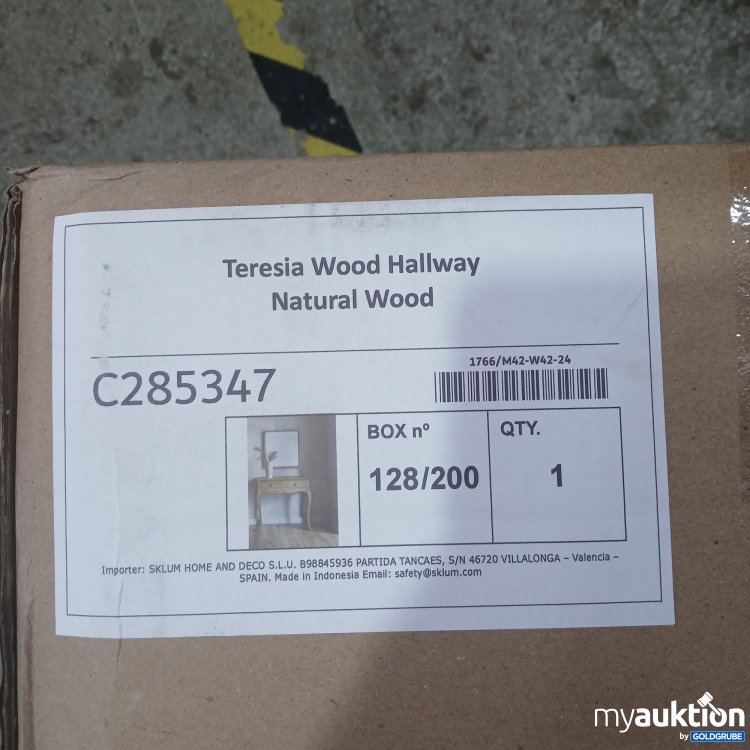 Teresia Wood Hallway
Natural Wood
C285347
1766/M42-W42-24
BOX nº
128/200
QTY.
1
Importer: SKLUM HOME AND DECO S.L.U. B98845936 PARTIDA TANCAES, S/N 46720 VILLALONGA – Valencia –
SPAIN. Made in Indonesia Email: safety@sklum.com
myauktion
by GOLDGRUBE